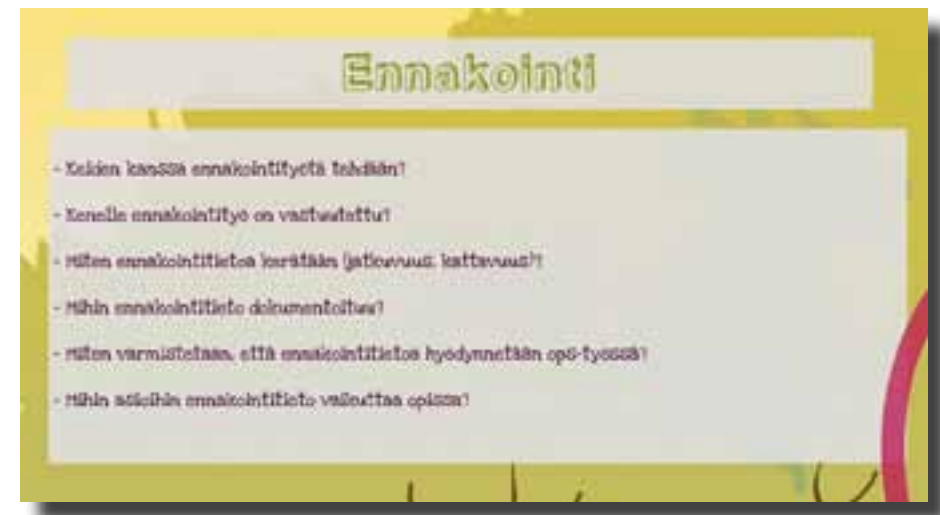 Ennakointi
- Keiden kanssa ennakointityötä tehdään?
- Kenelle ennakointityö on vastuutettu?
- Miten ennakointitietoa kerätään (jatkuvuus, kattavuus)?
- Mihin ennakointitieto dokumentoituu?
- Miten varmistetaan, että ennakointitietoa hyödynnetään ops-työssä?
- Mihin asioihin ennakointitieto vaikuttaa opissa?